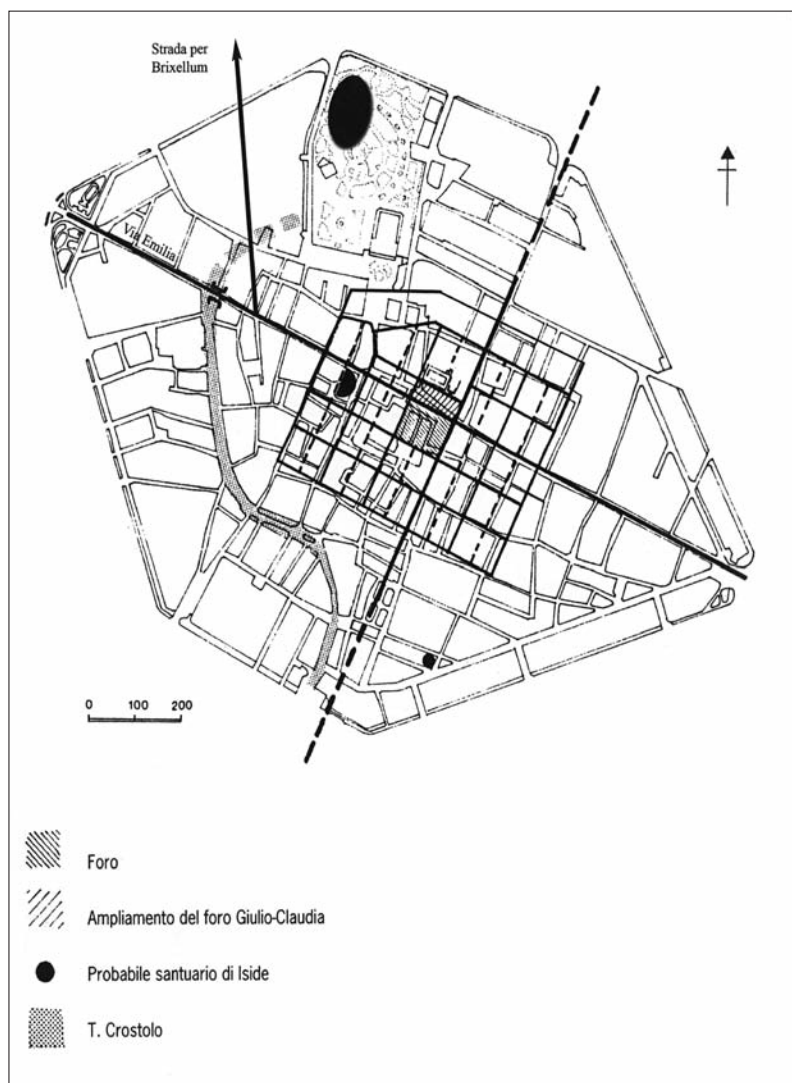 Strada per
Brixellum
Via Emilia
0 100 200
Foro
Ampliamento del foro Giulio-Claudia
Probabile santuario di Iside
T. Crostolo